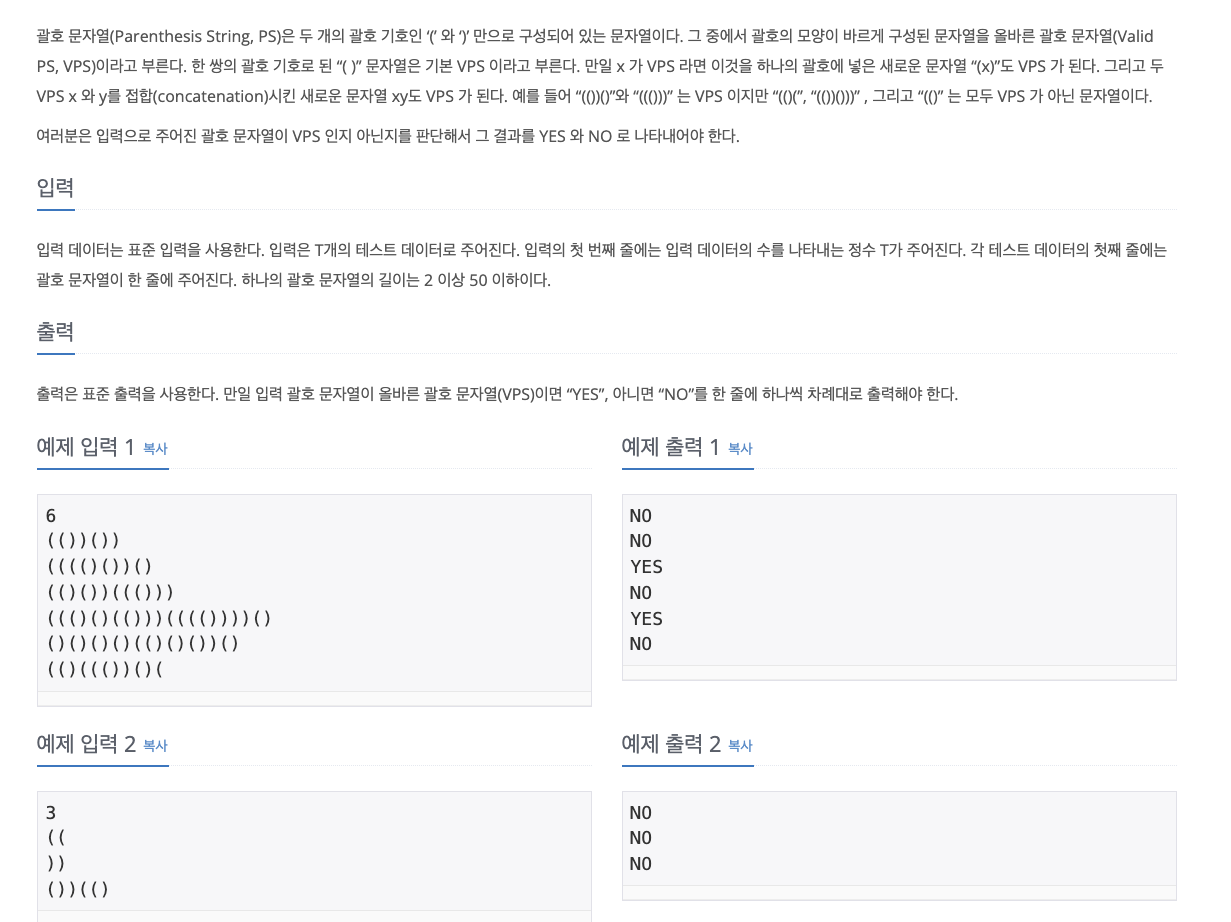 괄호 문자열(Parenthesis String, PS)은 두 개의 괄호 기호인 ‘(’ 와 ‘)’ 만으로 구성되어 있는 문자열이다. 그 중에서 괄호의 모양이 바르게 구성된 문자열을 올바른 괄호 문자열(Valid
PS, VPS)이라고 부른다. 한 쌍의 괄호 기호로 된 “( )” 문자열은 기본 VPS 이라고 부른다. 만일 x 가 VPS 라면 이것을 하나의 괄호에 넣은 새로운 문자열 “(x)”도 VPS 가 된다. 그리고 두
VPS x 와 y를 접합(concatenation)시킨 새로운 문자열 xy도 VPS 가 된다. 예를 들어 “(())()”와 “((()))” 는 VPS 이지만 “(()(”, “(())()))” , 그리고 “(()” 는 모두 VPS 가 아닌 문자열이다.
여러분은 입력으로 주어진 괄호 문자열이 VPS 인지 아닌지를 판단해서 그 결과를 YES 와 NO 로 나타내어야 한다.
입력
입력 데이터는 표준 입력을 사용한다. 입력은 T개의 테스트 데이터로 주어진다. 입력의 첫 번째 줄에는 입력 데이터의 수를 나타내는 정수 T가 주어진다. 각 테스트 데이터의 첫째 줄에는
괄호 문자열이 한 줄에 주어진다. 하나의 괄호 문자열의 길이는 2 이상 50 이하이다.
출력
출력은 표준 출력을 사용한다. 만일 입력 괄호 문자열이 올바른 괄호 문자열(VPS)이면 “YES”, 아니면 “NO”를 한 줄에 하나씩 차례대로 출력해야 한다.
예제 입력 1 복사
6
(())())
(((()())()
(()())((()))
((()()(()))(((())))()
()()()()(()()())()
(()((())()(
예제 출력 1 복사
NO
NO
YES
NO
YES
NO
예제 입력 2 복사
3
((
))
())(()
예제 출력 2 복사
NO
NO
NO